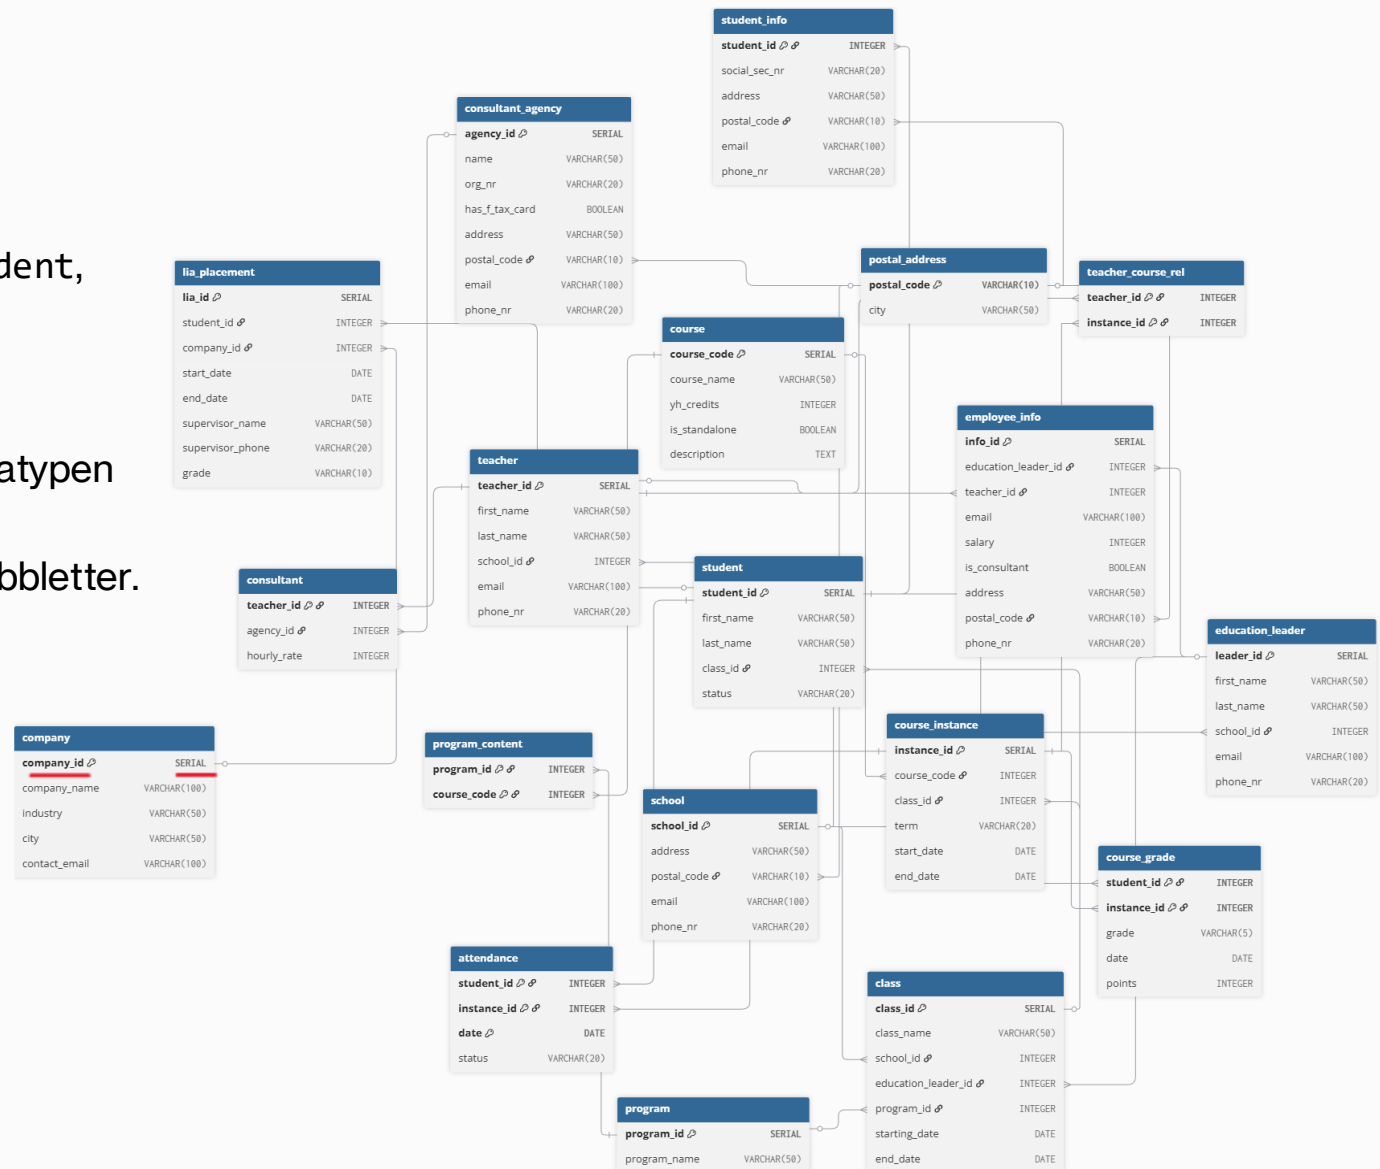 dent,
atypen
bbletter.
student_info
student_id INTEGER
social_sec_nr VARCHAR(20)
address VARCHAR(50)
postal_code VARCHAR(10)
email VARCHAR(100)
phone_nr VARCHAR(20)
consultant_agency
agency_id SERIAL
name VARCHAR(50)
org_nr VARCHAR(20)
has_f_tax_card BOOLEAN
address VARCHAR(50)
postal_code VARCHAR(10)
email VARCHAR(100)
phone_nr VARCHAR(20)
postal_address
postal_code VARCHAR(10)
city VARCHAR(50)
teacher_course_rel
teacher_id INTEGER
instance_id INTEGER
lia_placement
lia_id SERIAL
student_id INTEGER
company_id INTEGER
start_date DATE
end_date DATE
supervisor_name VARCHAR(50)
supervisor_phone VARCHAR(20)
grade VARCHAR(10)
course
course_code SERIAL
course_name VARCHAR(50)
yh_credits INTEGER
is_standalone BOOLEAN
description TEXT
employee_info
info_id SERIAL
education_leader_id INTEGER
teacher_id INTEGER
email VARCHAR(100)
salary INTEGER
is_consultant BOOLEAN
address VARCHAR(50)
postal_code VARCHAR(10)
phone_nr VARCHAR(20)
teacher
teacher_id SERIAL
first_name VARCHAR(50)
last_name VARCHAR(50)
school_id INTEGER
email VARCHAR(100)
phone_nr VARCHAR(20)
student
student_id SERIAL
first_name VARCHAR(50)
last_name VARCHAR(50)
class_id INTEGER
status VARCHAR(20)
consultant
teacher_id INTEGER
agency_id INTEGER
hourly_rate INTEGER
education_leader
leader_id SERIAL
first_name VARCHAR(50)
last_name VARCHAR(50)
school_id INTEGER
email VARCHAR(100)
phone_nr VARCHAR(20)
company
company_id SERIAL
company_name VARCHAR(100)
industry VARCHAR(50)
city VARCHAR(50)
contact_email VARCHAR(100)
program_content
program_id INTEGER
course_code INTEGER
course_instance
instance_id SERIAL
course_code INTEGER
class_id INTEGER
term VARCHAR(20)
start_date DATE
end_date DATE
school
school_id SERIAL
address VARCHAR(50)
postal_code VARCHAR(10)
email VARCHAR(100)
phone_nr VARCHAR(20)
course_grade
student_id INTEGER
instance_id INTEGER
grade VARCHAR(5)
date DATE
points INTEGER
attendance
student_id INTEGER
instance_id INTEGER
date DATE
status VARCHAR(20)
class
class_id SERIAL
class_name VARCHAR(50)
school_id INTEGER
education_leader_id INTEGER
program_id INTEGER
starting_date DATE
end_date DATE
program
program_id SERIAL
program_name VARCHAR(50)